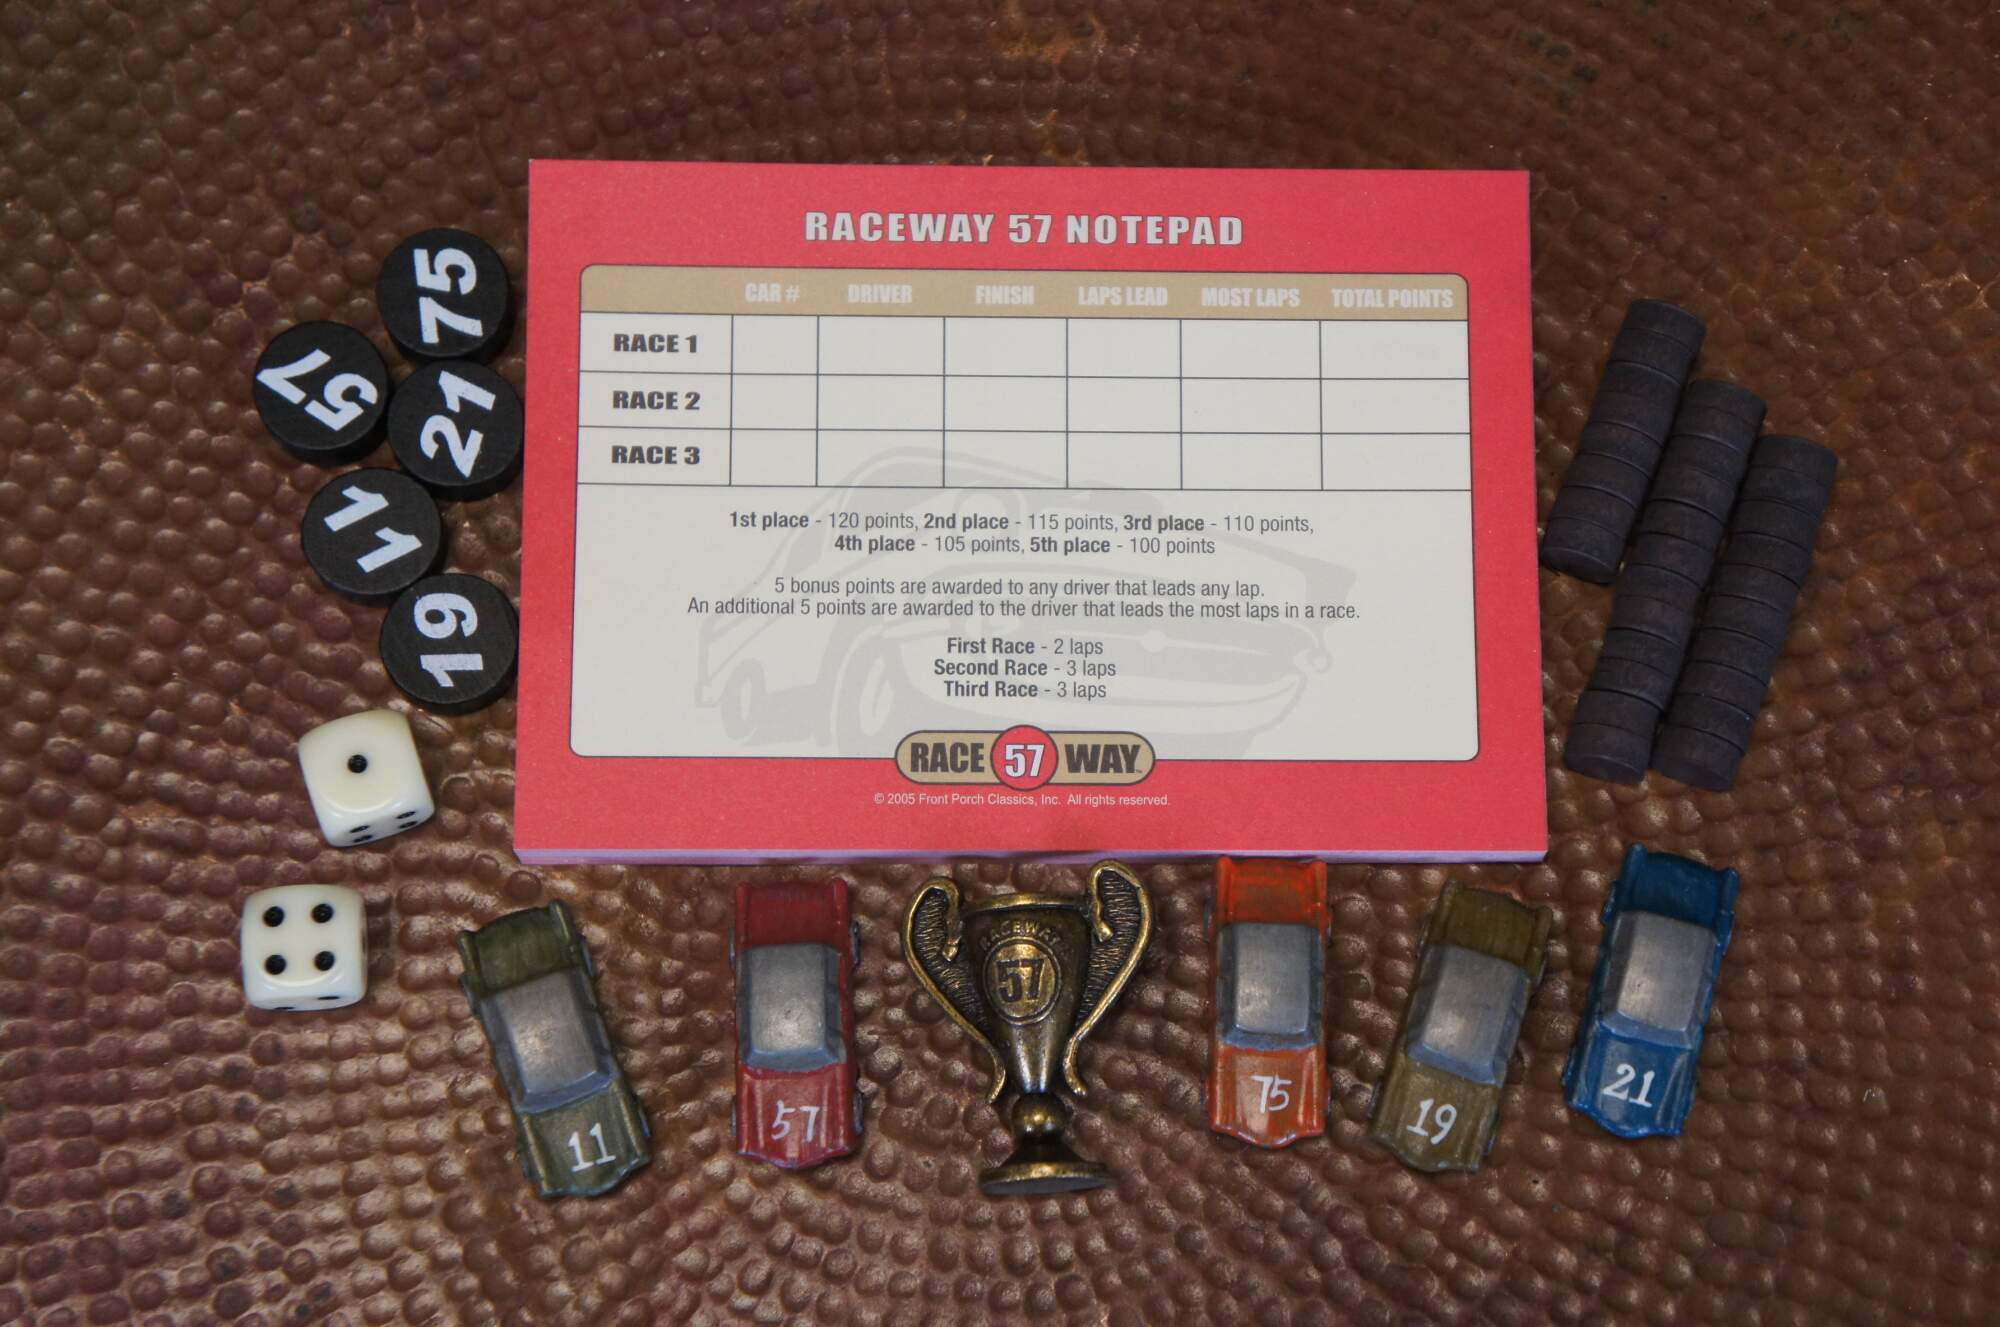 RACEWAY 57 NOTEPAD
CAR # DRIVER FINISH LAPS LEAD MOST LAPS TOTAL POINTS
RACE 1
RACE 2
RACE 3
1st place - 120 points, 2nd place - 115 points, 3rd place - 110 points,
4th place - 105 points, 5th place - 100 points
5 bonus points are awarded to any driver that leads any lap.
An additional 5 points are awarded to the driver that leads the most laps in a race.
First Race - 2 laps
Second Race - 3 laps
Third Race - 3 laps
RACE 57 WAY™
© 2005 Front Porch Classics, Inc. All rights reserved.
75
57
21
11
19
RACEWAY
57
11
57
75
19
21